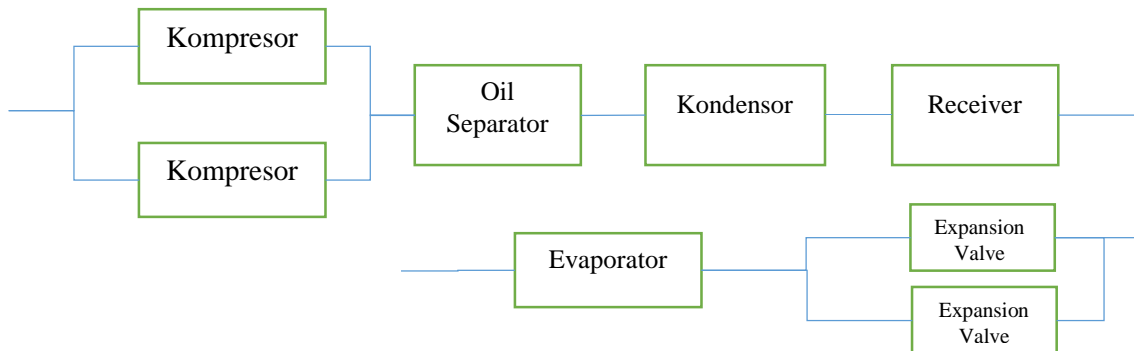 Kompresor
Oil
Separator
Kondensor
Receiver
Kompresor
Evaporator
Expansion
Valve
Expansion
Valve